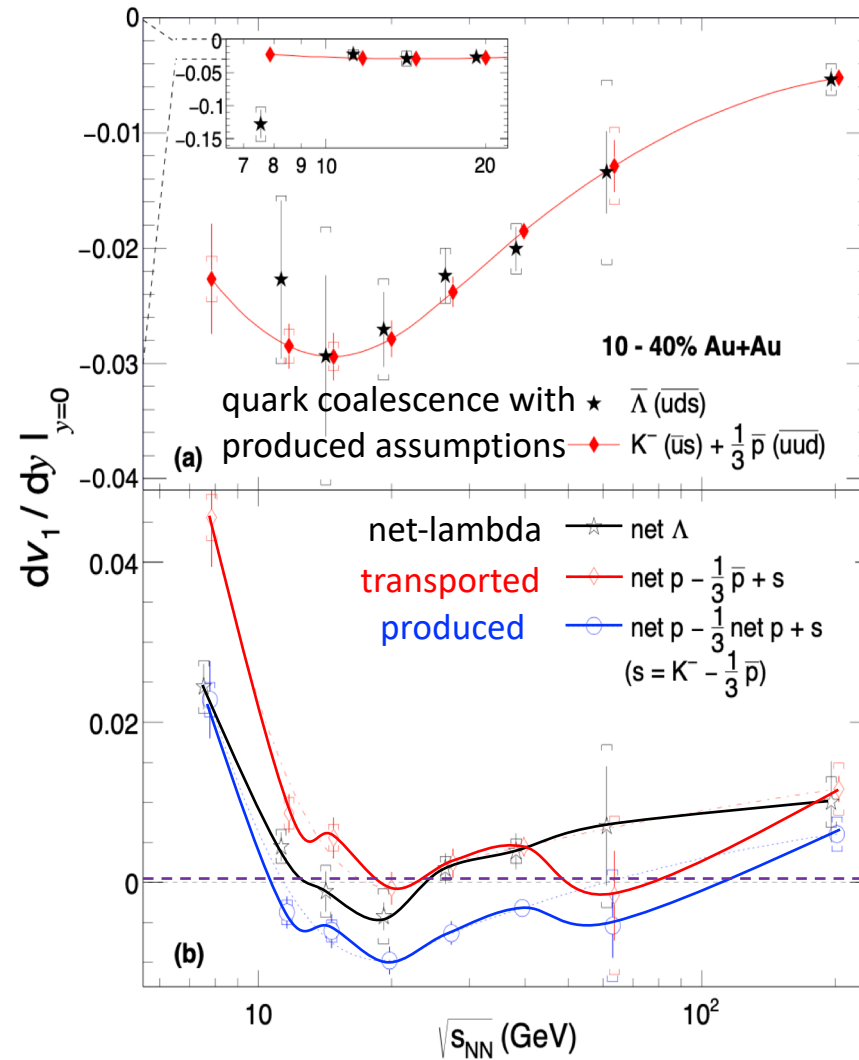 0
0
−0.05
−0.1
−0.15
7 8 9 10 20
−0.01
−0.02
−0.03
−0.04
10 - 40% Au+Au
quark coalescence with ★ Λ̅ (u̅d̅s̅)
produced assumptions K⁻ (u̅s) + 1/3 p̅ (u̅u̅d̅)
(a)
dv₁ / dy |y=0
net-lambda net Λ
transported net p − 1/3 p̅ + s
produced net p − 1/3 net p + s
(s = K⁻ − 1/3 p̅)
0.04
0.02
0
(b)
10 10²
√sNN (GeV)